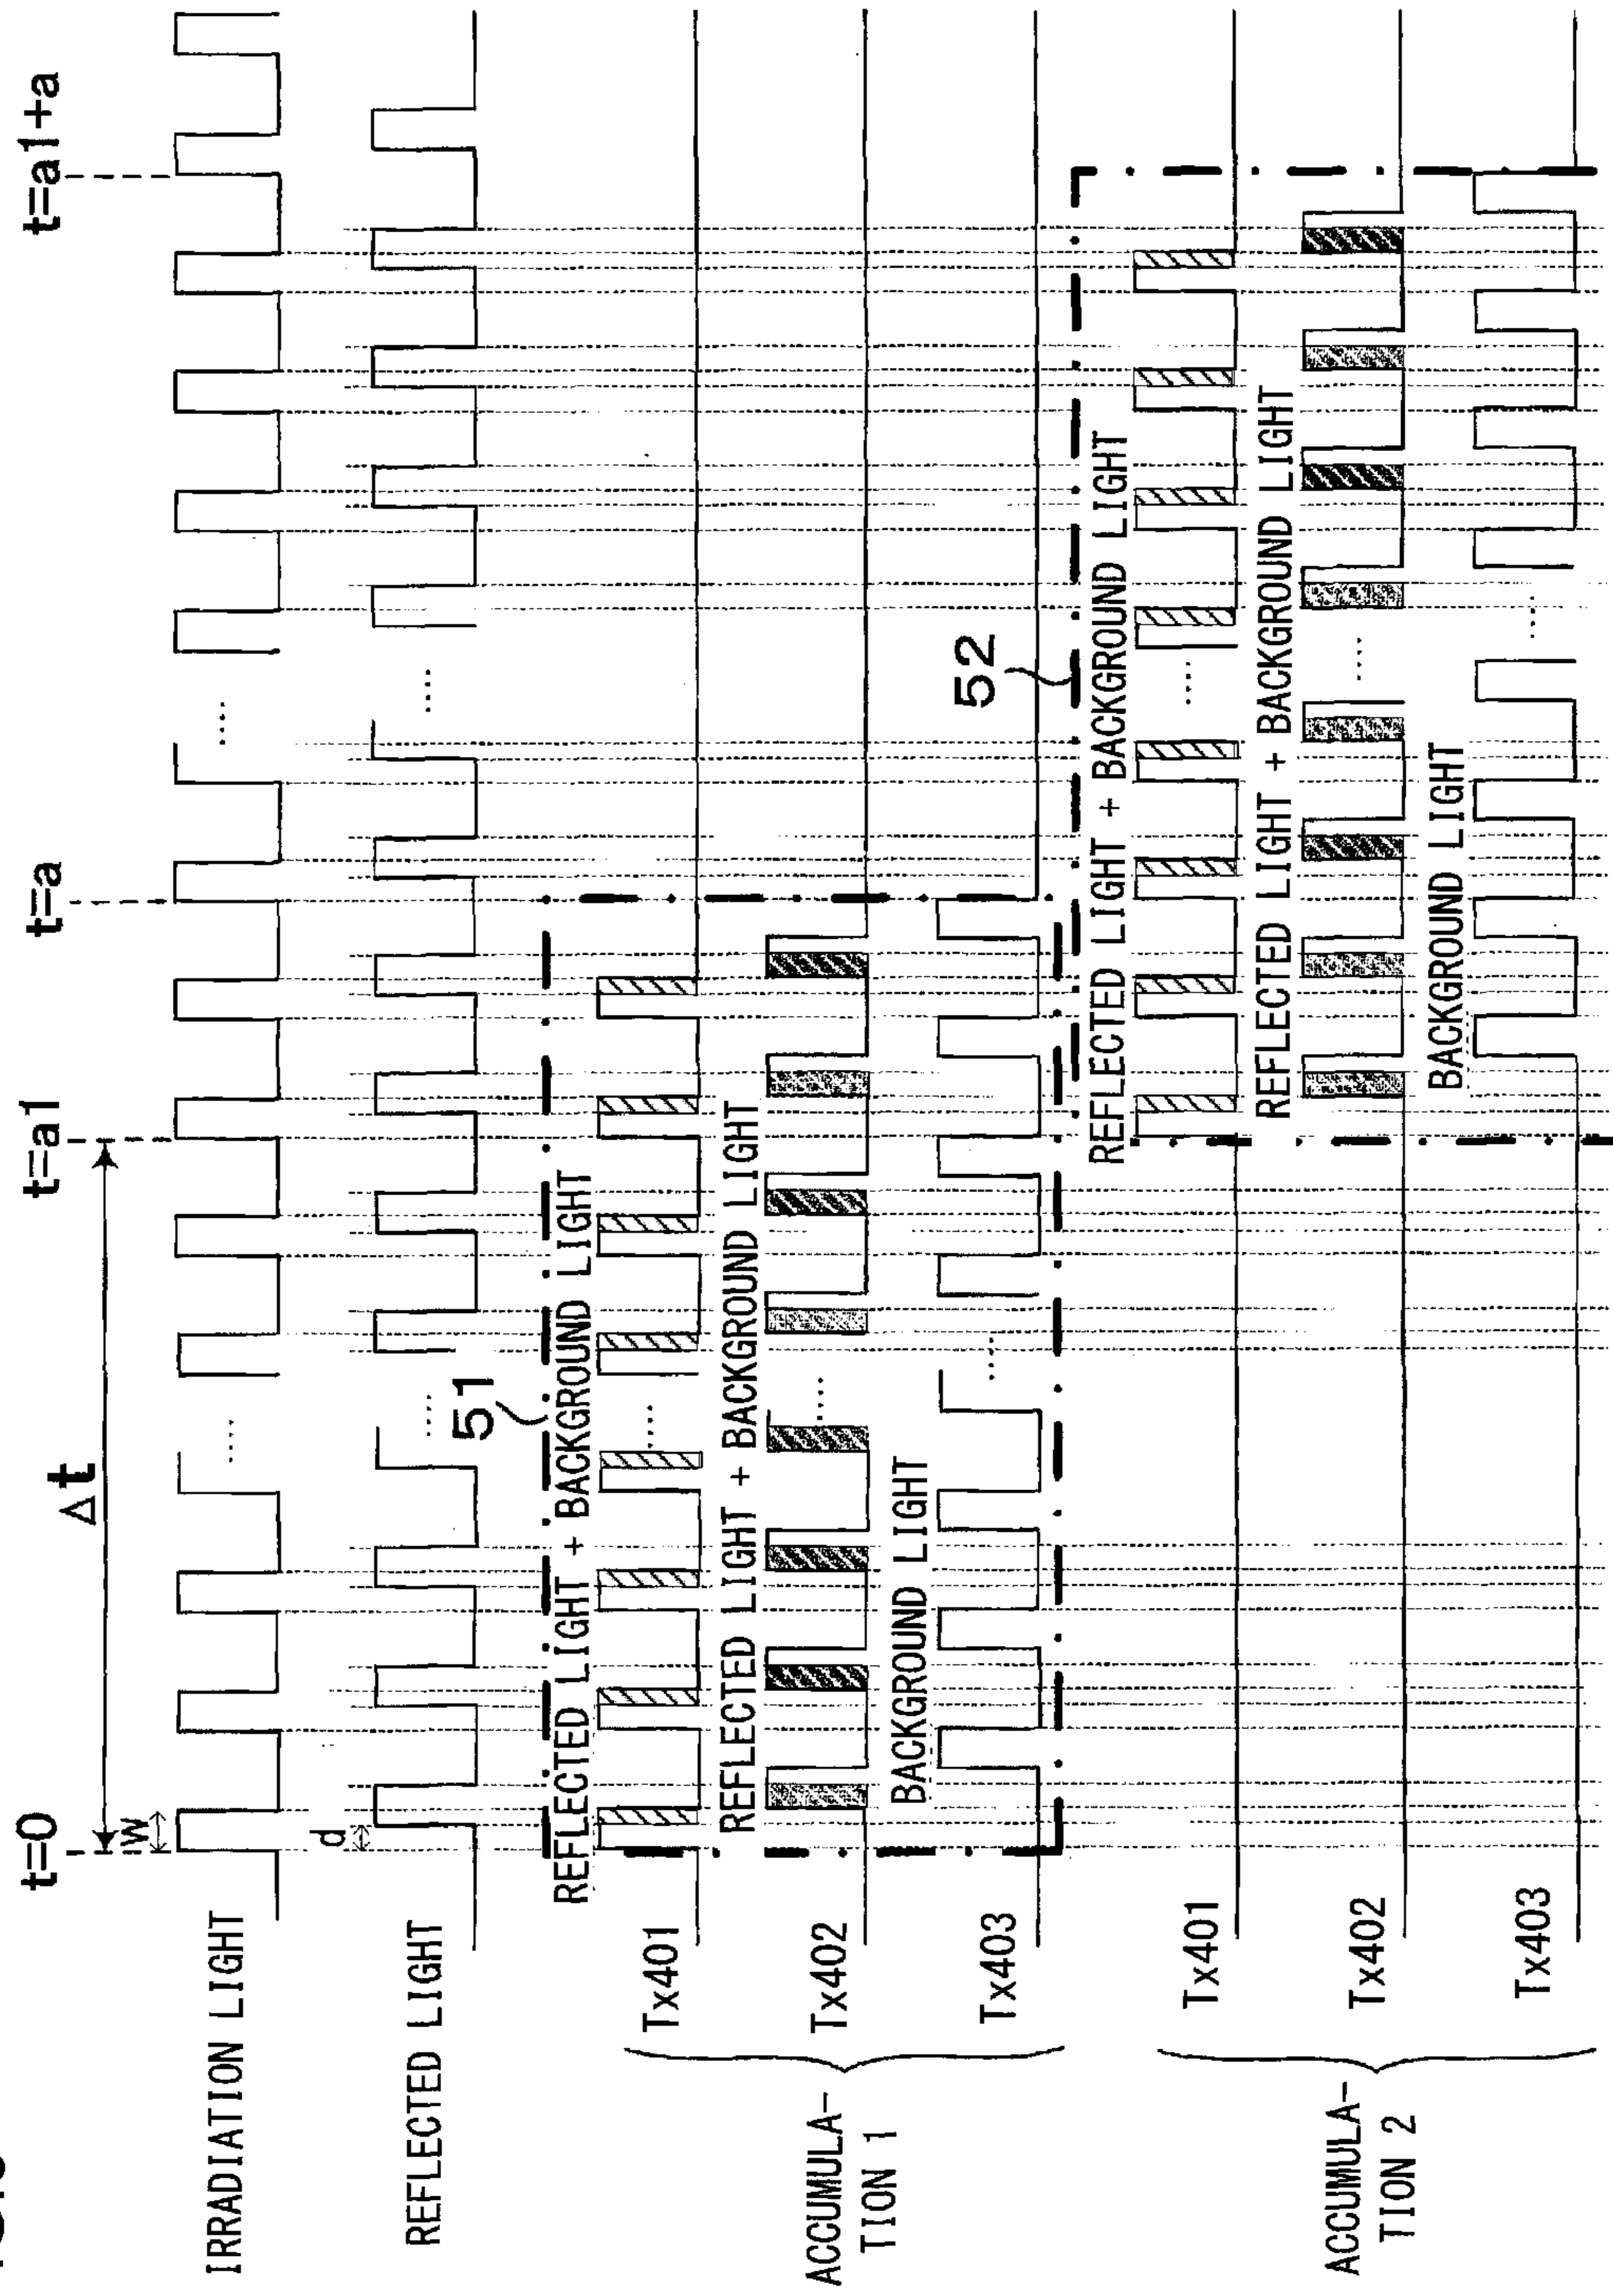 t=0
Δt
t=a1
t=a
t=a1+a
IRRADIATION LIGHT
W
REFLECTED LIGHT
d
51
REFLECTED LIGHT + BACKGROUND LIGHT
Tx401
REFLECTED LIGHT + BACKGROUND LIGHT
ACCUMULA-
TION 1
Tx402
BACKGROUND LIGHT
Tx403
52
REFLECTED LIGHT + BACKGROUND LIGHT
Tx401
REFLECTED LIGHT + BACKGROUND LIGHT
ACCUMULA-
TION 2
Tx402
BACKGROUND LIGHT
Tx403